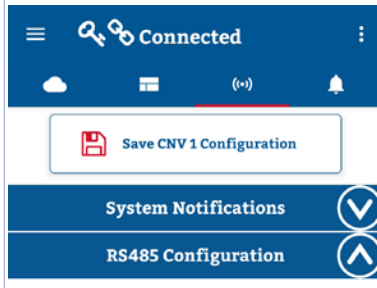 Connected
Save CNV 1 Configuration
System Notifications
RS485 Configuration